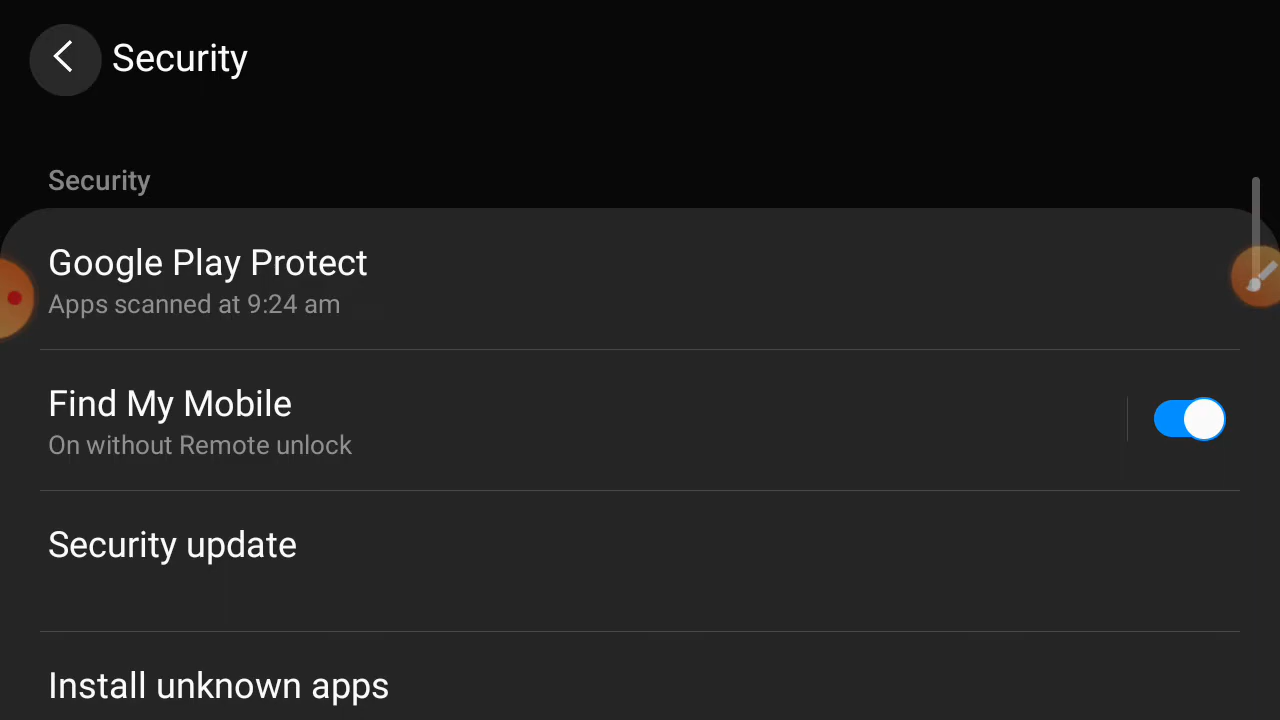 Security
Security
Google Play Protect
Apps scanned at 9:24 am
Find My Mobile
On without Remote unlock
Security update
Install unknown apps